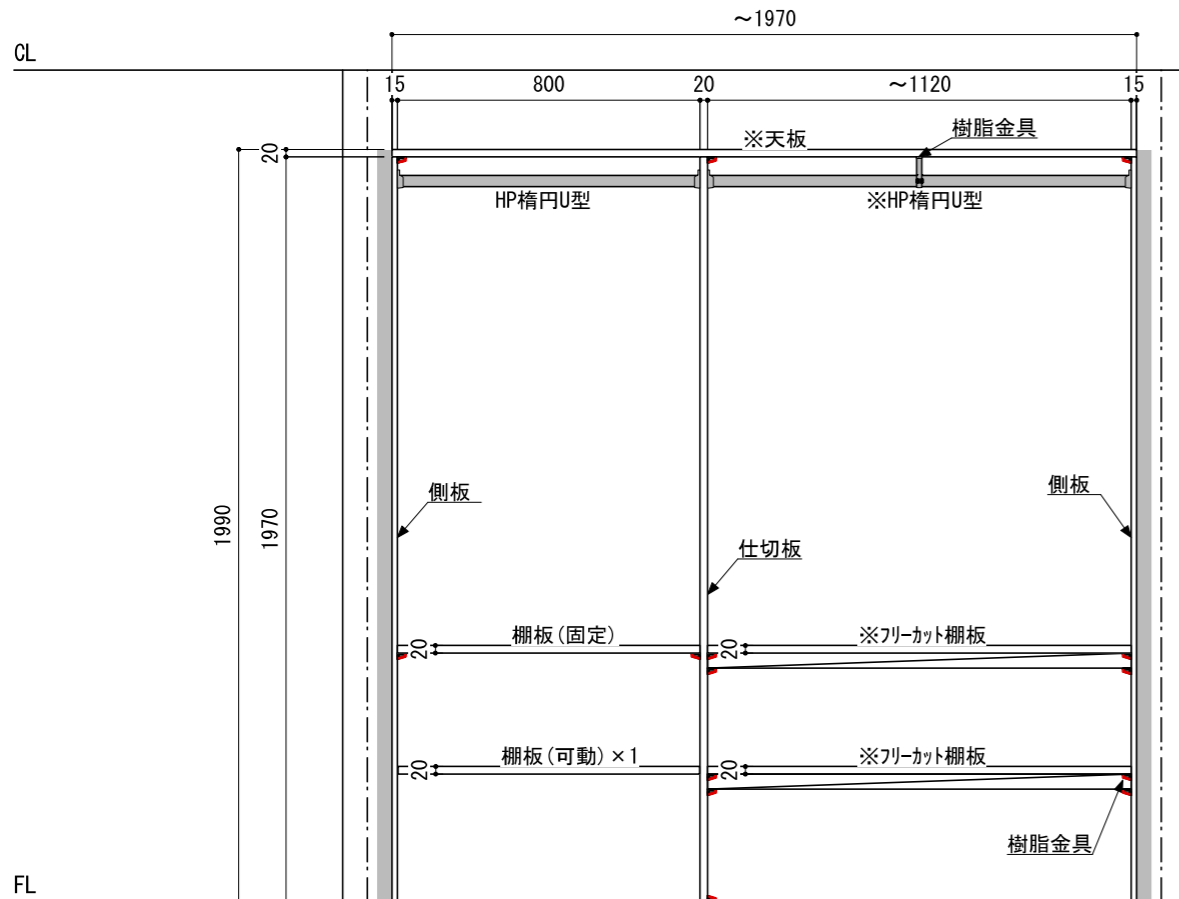 ~1970
CL
15
800
20
~1120
15
20
※天板
樹脂金具
HP楕円U型
※HP楕円U型
側板
側板
1990
1970
仕切板
20
棚板(固定)
20
※フリーカット棚板
20
棚板(可動)×1
20
※フリーカット棚板
樹脂金具
FL